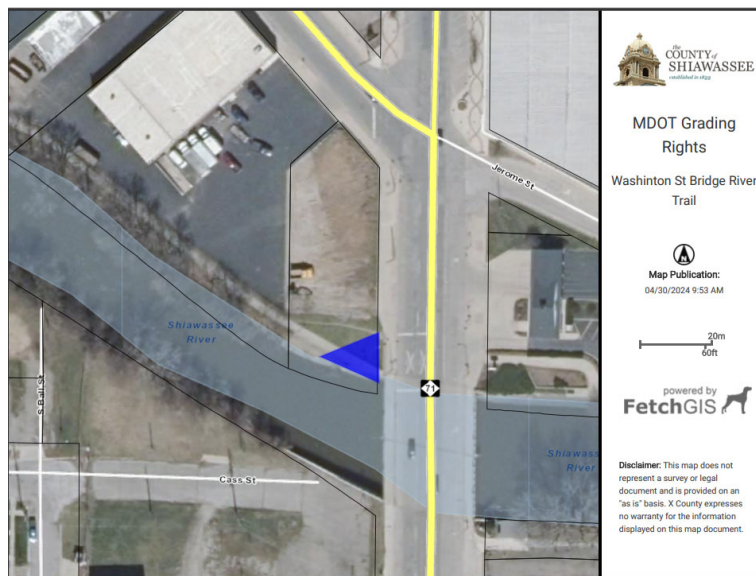 the
COUNTY of
SHIAWASSEE
established in 1837
MDOT Grading
Rights
Washinton St Bridge River
Trail
Map Publication:
04/30/2024 9:53 AM
20m
60ft
powered by
FetchGIS
Disclaimer: This map does not
represent a survey or legal
document and is provided on an
"as is" basis. X County expresses
no warranty for the information
displayed on this map document.
Jerome St
Shiawassee
River
71
S Ball St
Cass St
Shiawass
River